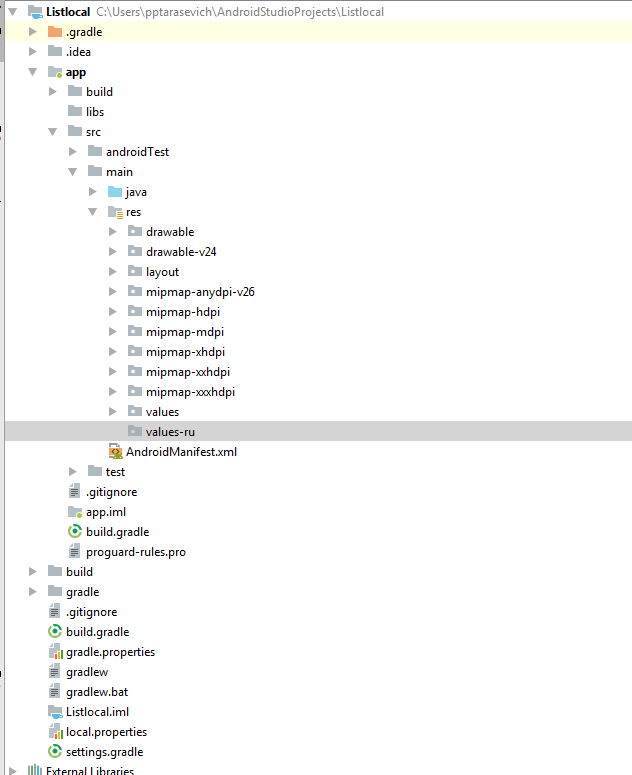 Listlocal C:\Users\pptarasevich\AndroidStudioProjects\Listlocal
.gradle
.idea
app
build
libs
src
androidTest
main
java
res
drawable
drawable-v24
layout
mipmap-anydpi-v26
mipmap-hdpi
mipmap-mdpi
mipmap-xhdpi
mipmap-xxhdpi
mipmap-xxxhdpi
values
values-ru
AndroidManifest.xml
test
.gitignore
app.iml
build.gradle
proguard-rules.pro
build
gradle
.gitignore
build.gradle
gradle.properties
gradlew
gradlew.bat
Listlocal.iml
local.properties
settings.gradle
External Libraries